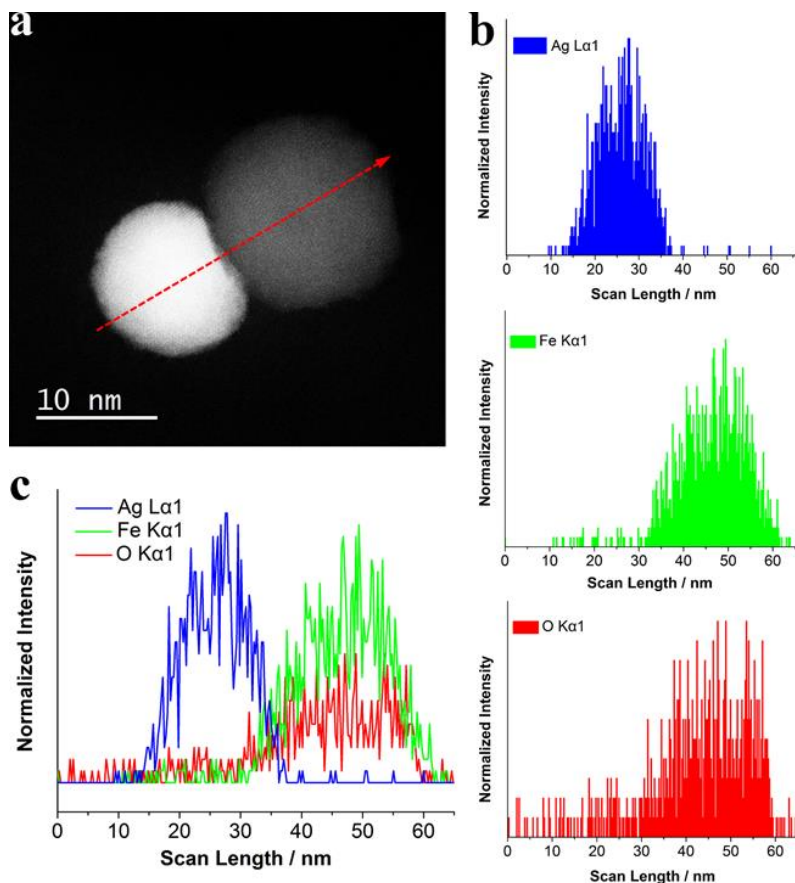 a
10 nm
b
Ag Lα1
Normalized Intensity
0 10 20 30 40 50 60
Scan Length / nm
Fe Kα1
Normalized Intensity
0 10 20 30 40 50 60
Scan Length / nm
O Kα1
Normalized Intensity
0 10 20 30 40 50 60
Scan Length / nm
c
Ag Lα1
Fe Kα1
O Kα1
Normalized Intensity
0 10 20 30 40 50 60
Scan Length / nm